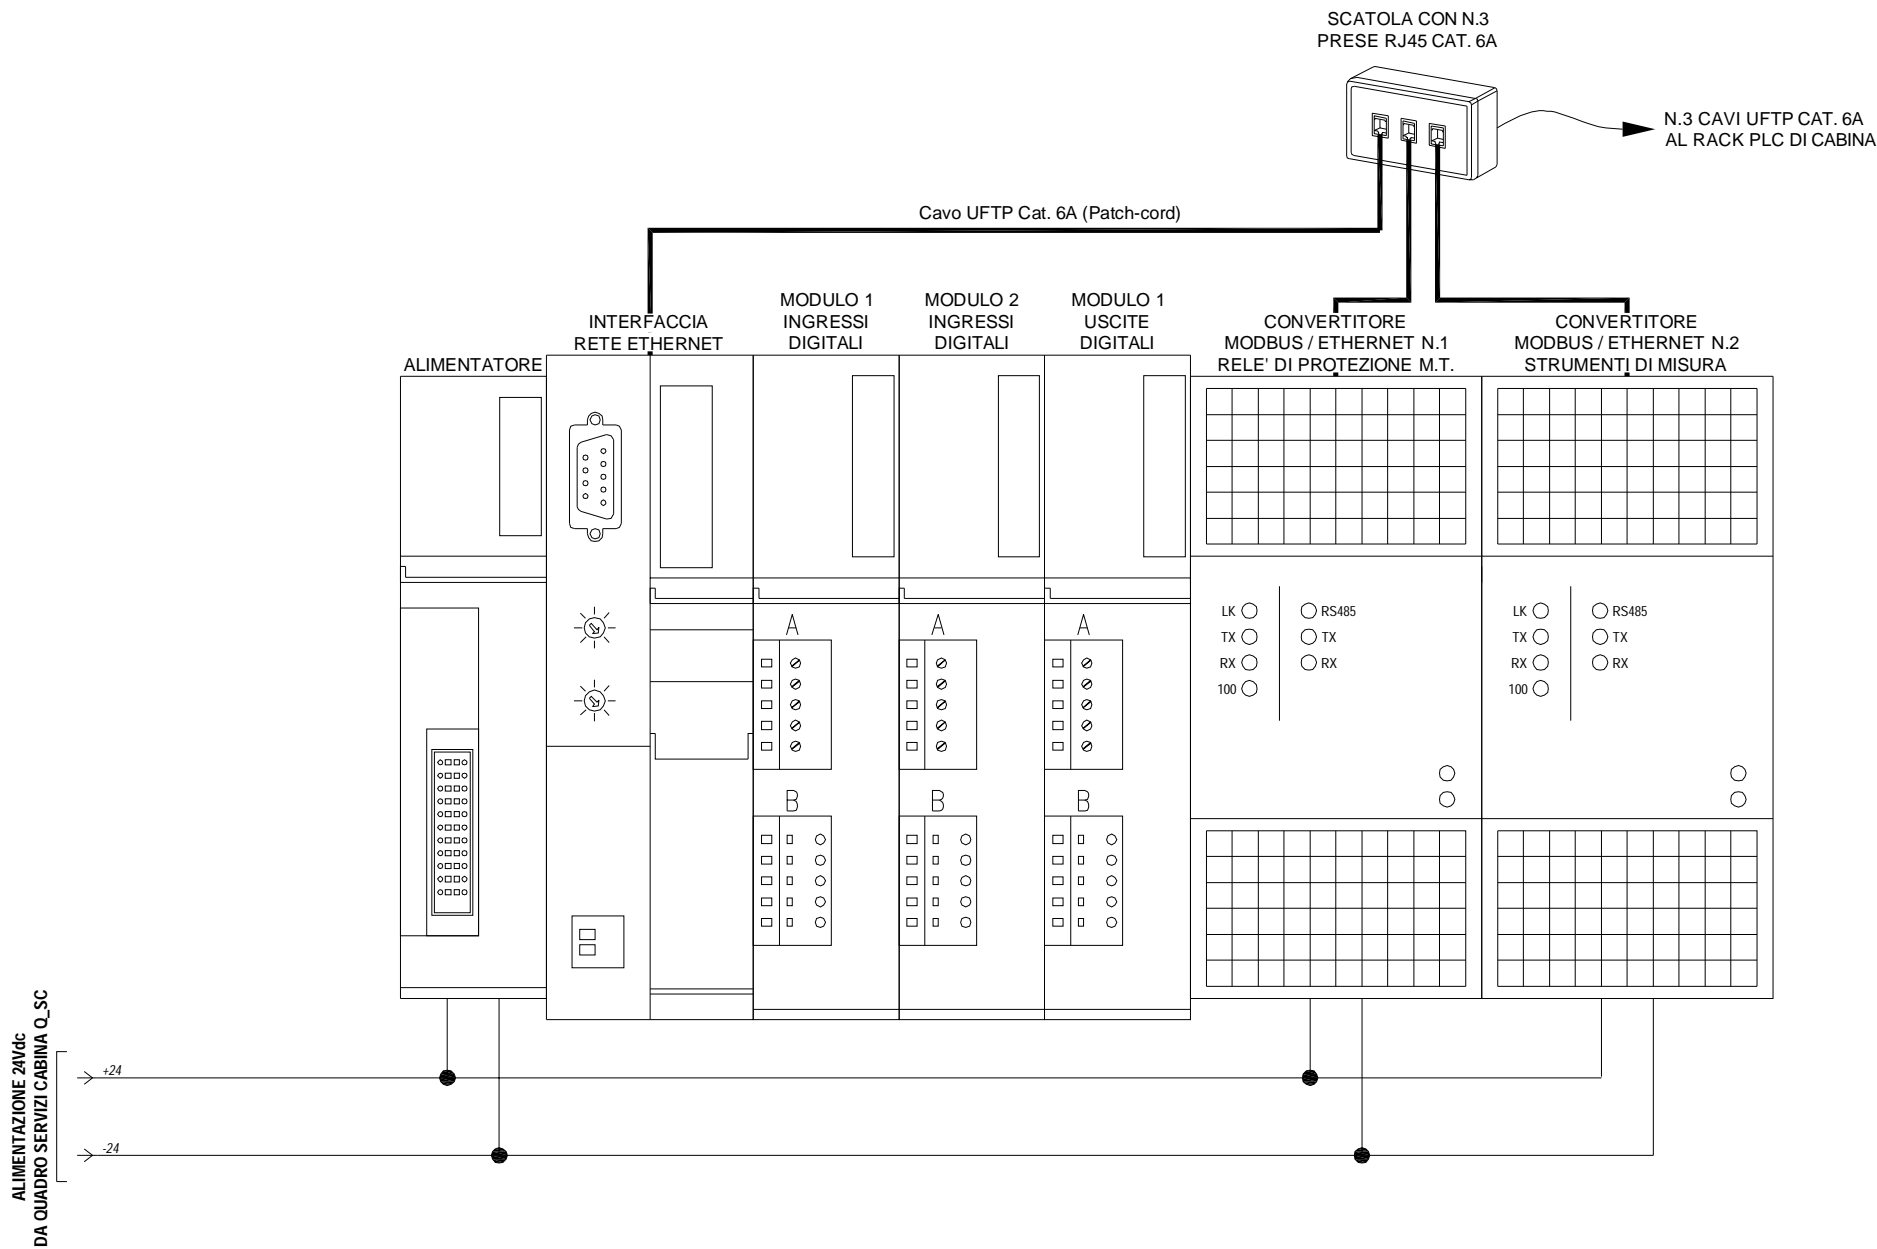 SCATOLA CON N.3
PRESE RJ45 CAT. 6A
N.3 CAVI UFTP CAT. 6A
AL RACK PLC DI CABINA
Cavo UFTP Cat. 6A (Patch-cord)
ALIMENTATORE
INTERFACCIA
RETE ETHERNET
MODULO 1
INGRESSI
DIGITALI
MODULO 2
INGRESSI
DIGITALI
MODULO 1
USCITE
DIGITALI
CONVERTITORE
MODBUS / ETHERNET N.1
RELE' DI PROTEZIONE M.T.
CONVERTITORE
MODBUS / ETHERNET N.2
STRUMENTI DI MISURA
A
B
A
B
A
B
LK
TX
RX
100
RS485
TX
RX
LK
TX
RX
100
RS485
TX
RX
ALIMENTAZIONE 24Vdc
DA QUADRO SERVIZI CABINA Q_SC
+24
-24